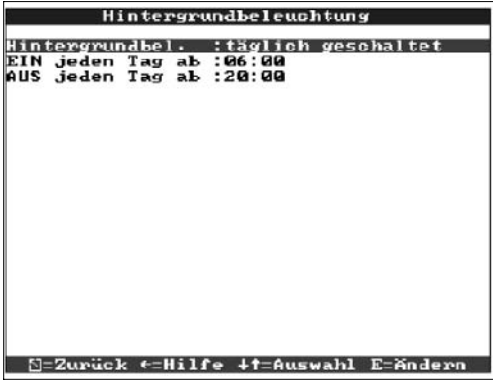 Hintergrundbeleuchtung
Hintergrundbel. :täglich geschaltet
EIN jeden Tag ab :06:00
AUS jeden Tag ab :20:00
=Zurück ←=Hilfe ↓↑=Auswahl E=Ändern